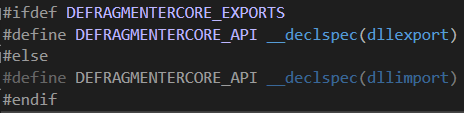 #ifdef DEFRAGMENTERCORE_EXPORTS
#define DEFRAGMENTERCORE_API __declspec(dllexport)
#else
#define DEFRAGMENTERCORE_API __declspec(dllimport)
#endif